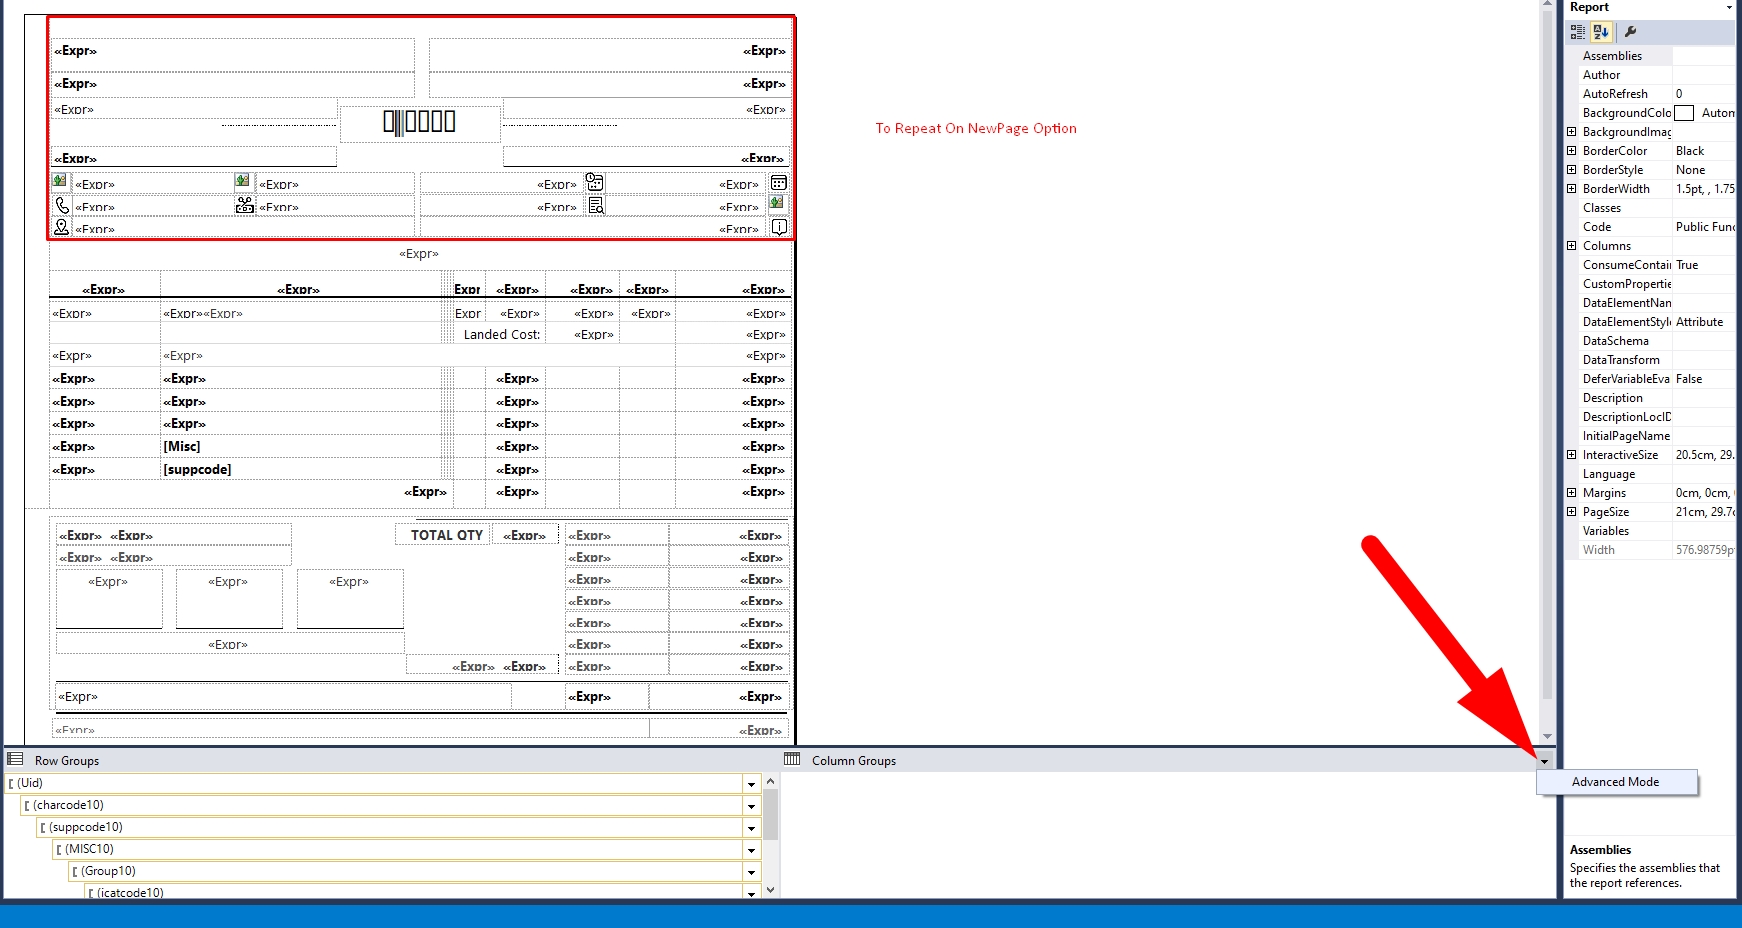 Report
«Expr» «Expr»
«Expr» «Expr»
«Expr» «Expr»
To Repeat On NewPage Option
«Expr» «Expr»
«Expr» «Expr» «Expr» «Expr»
«Expr» «Expr» «Expr» «Expr»
«Expr» «Expr»
«Expr»
«Expr» «Expr» Expr «Expr» «Expr» «Expr» «Expr»
«Expr» «Expr»«Expr» Expr «Expr» «Expr» «Expr» «Expr»
Landed Cost: «Expr» «Expr»
«Expr» «Expr» «Expr»
«Expr» «Expr» «Expr» «Expr»
«Expr» «Expr» «Expr» «Expr»
«Expr» «Expr» «Expr» «Expr»
«Expr» [Misc] «Expr» «Expr»
«Expr» [suppcode] «Expr» «Expr»
«Expr» «Expr» «Expr»
«Expr» «Expr» TOTAL QTY «Expr» «Expr» «Expr»
«Expr» «Expr» «Expr» «Expr»
«Expr» «Expr» «Expr» «Expr» «Expr»
«Expr» «Expr»
«Expr» «Expr»
«Expr» «Expr» «Expr»
«Expr» «Expr» «Expr» «Expr»
«Expr» «Expr» «Expr»
«Expr» «Expr»
Assemblies
Author
AutoRefresh 0
BackgroundColo Autom
BackgroundImag
BorderColor Black
BorderStyle None
BorderWidth 1.5pt, , 1.75
Classes
Code Public Func
Columns
ConsumeContai True
CustomPropertie
DataElementNan
DataElementStyl Attribute
DataSchema
DataTransform
DeferVariableEva False
Description
DescriptionLocID
InitialPageName
InteractiveSize 20.5cm, 29.
Language
Margins 0cm, 0cm,
PageSize 21cm, 29.7c
Variables
Width 576.98759p
Row Groups Column Groups
Advanced Mode
(Uid)
(charcode10)
(suppcode10)
(MISC10)
(Group10)
(icatcode10)
Assemblies
Specifies the assemblies that
the report references.